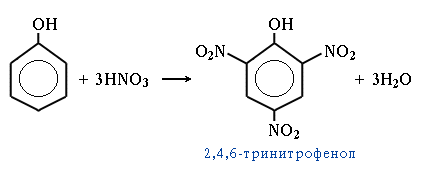 OH OH
O₂N NO₂
+ 3HNO₃ ⟶ + 3H₂O
NO₂
2,4,6-тринитрофенол